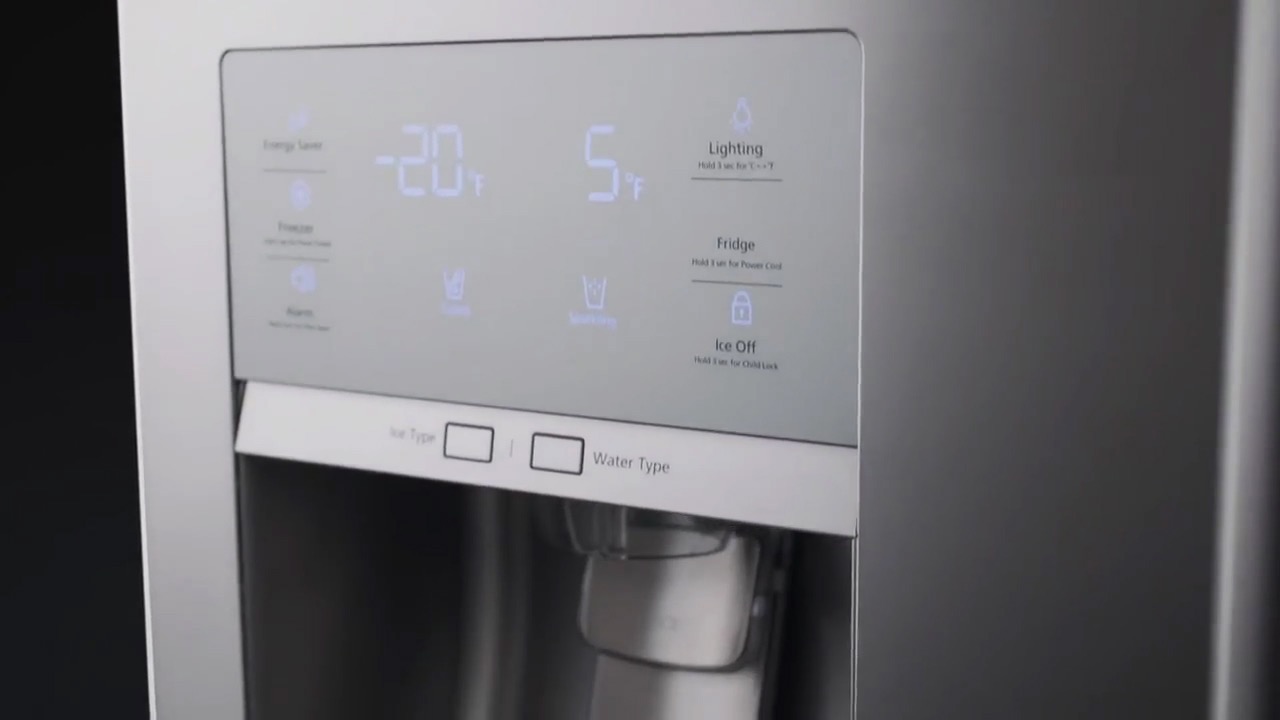 Energy Saver
-20°F
5°F
Lighting
Hold 3 sec for °C<->°F
Freezer
Fridge
Hold 3 sec for Power Cool
Sparkling
Alarm
Ice Off
Hold 3 sec for Child Lock
Ice Type
Water Type